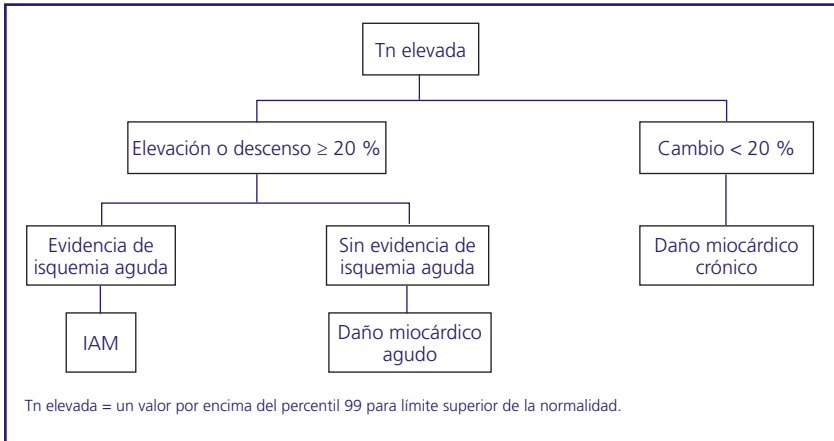 Tn elevada
Elevación o descenso ≥ 20 %
Cambio < 20 %
Evidencia de
isquemia aguda
Sin evidencia de
isquemia aguda
Daño miocárdico
crónico
IAM
Daño miocárdico
agudo
Tn elevada = un valor por encima del percentil 99 para límite superior de la normalidad.